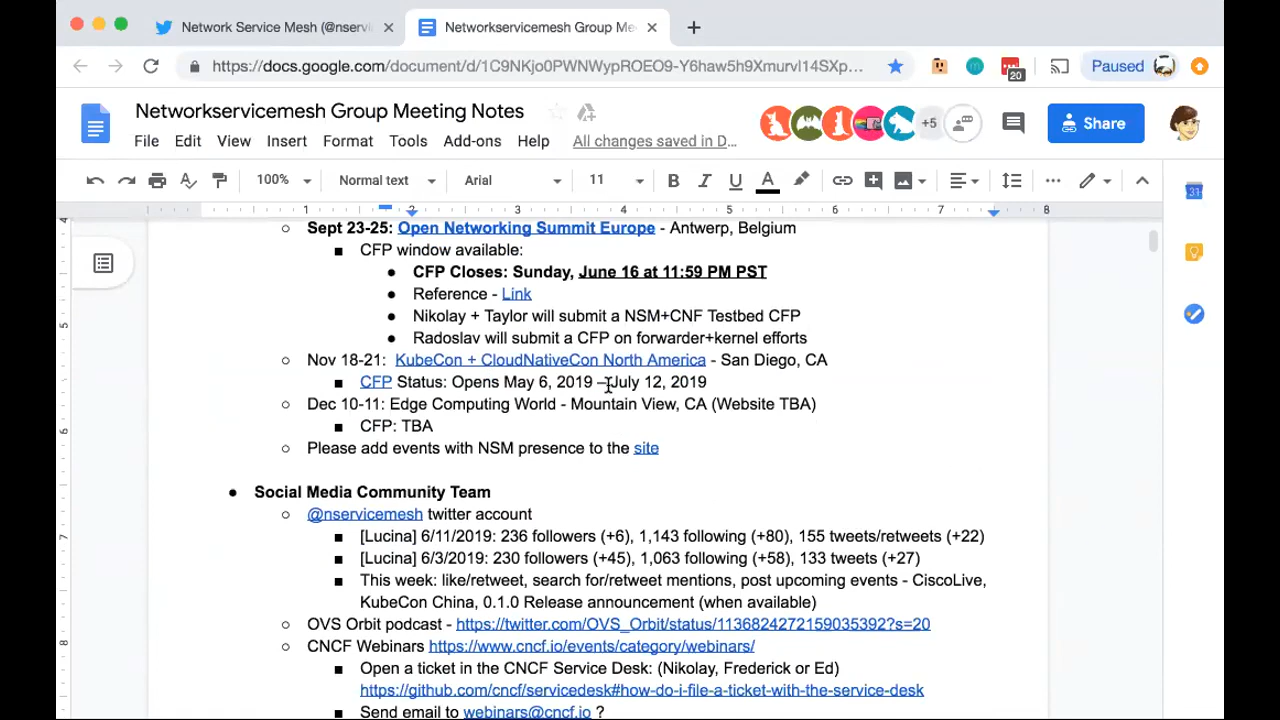 Network Service Mesh (@nservi
Networkservicemesh Group Me
https://docs.google.com/document/d/1C9NKjo0PWNWypROEO9-Y6haw5h9Xmurvl14SXp...
20
Paused
Networkservicemesh Group Meeting Notes
+5
Share
File Edit View Insert Format Tools Add-ons Help All changes saved in D...
100% Normal text Arial 11 B I U A
1 2 3 4 5 6 7 8
31
○ Sept 23-25: Open Networking Summit Europe - Antwerp, Belgium
■ CFP window available:
● CFP Closes: Sunday, June 16 at 11:59 PM PST
● Reference - Link
● Nikolay + Taylor will submit a NSM+CNF Testbed CFP
● Radoslav will submit a CFP on forwarder+kernel efforts
○ Nov 18-21: KubeCon + CloudNativeCon North America - San Diego, CA
■ CFP Status: Opens May 6, 2019 – July 12, 2019
○ Dec 10-11: Edge Computing World - Mountain View, CA (Website TBA)
■ CFP: TBA
○ Please add events with NSM presence to the site
● Social Media Community Team
○ @nservicemesh twitter account
■ [Lucina] 6/11/2019: 236 followers (+6), 1,143 following (+80), 155 tweets/retweets (+22)
■ [Lucina] 6/3/2019: 230 followers (+45), 1,063 following (+58), 133 tweets (+27)
■ This week: like/retweet, search for/retweet mentions, post upcoming events - CiscoLive,
KubeCon China, 0.1.0 Release announcement (when available)
○ OVS Orbit podcast - https://twitter.com/OVS_Orbit/status/1136824272159035392?s=20
○ CNCF Webinars https://www.cncf.io/events/category/webinars/
■ Open a ticket in the CNCF Service Desk: (Nikolay, Frederick or Ed)
https://github.com/cncf/servicedesk#how-do-i-file-a-ticket-with-the-service-desk
■ Send email to webinars@cncf.io ?